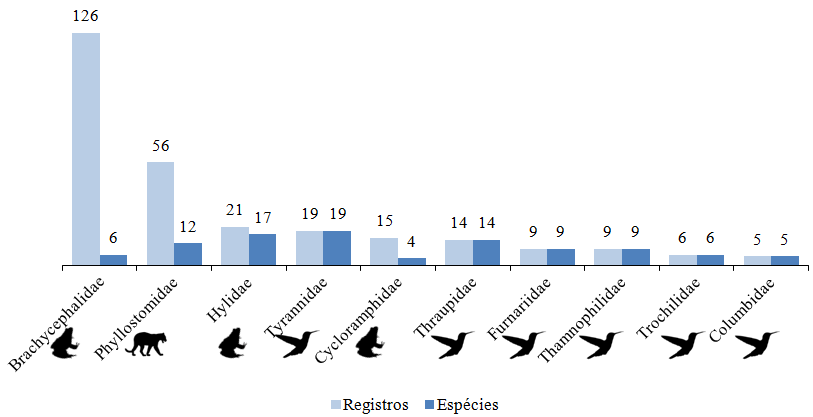 126
6
56
12
21
17
19
19
15
4
14
14
9
9
9
9
6
6
5
5
Brachycephalidae
Phyllostomidae
Hylidae
Tyrannidae
Cycloramphidae
Thraupidae
Furnariidae
Thamnophilidae
Trochilidae
Columbidae
Registros
Espécies